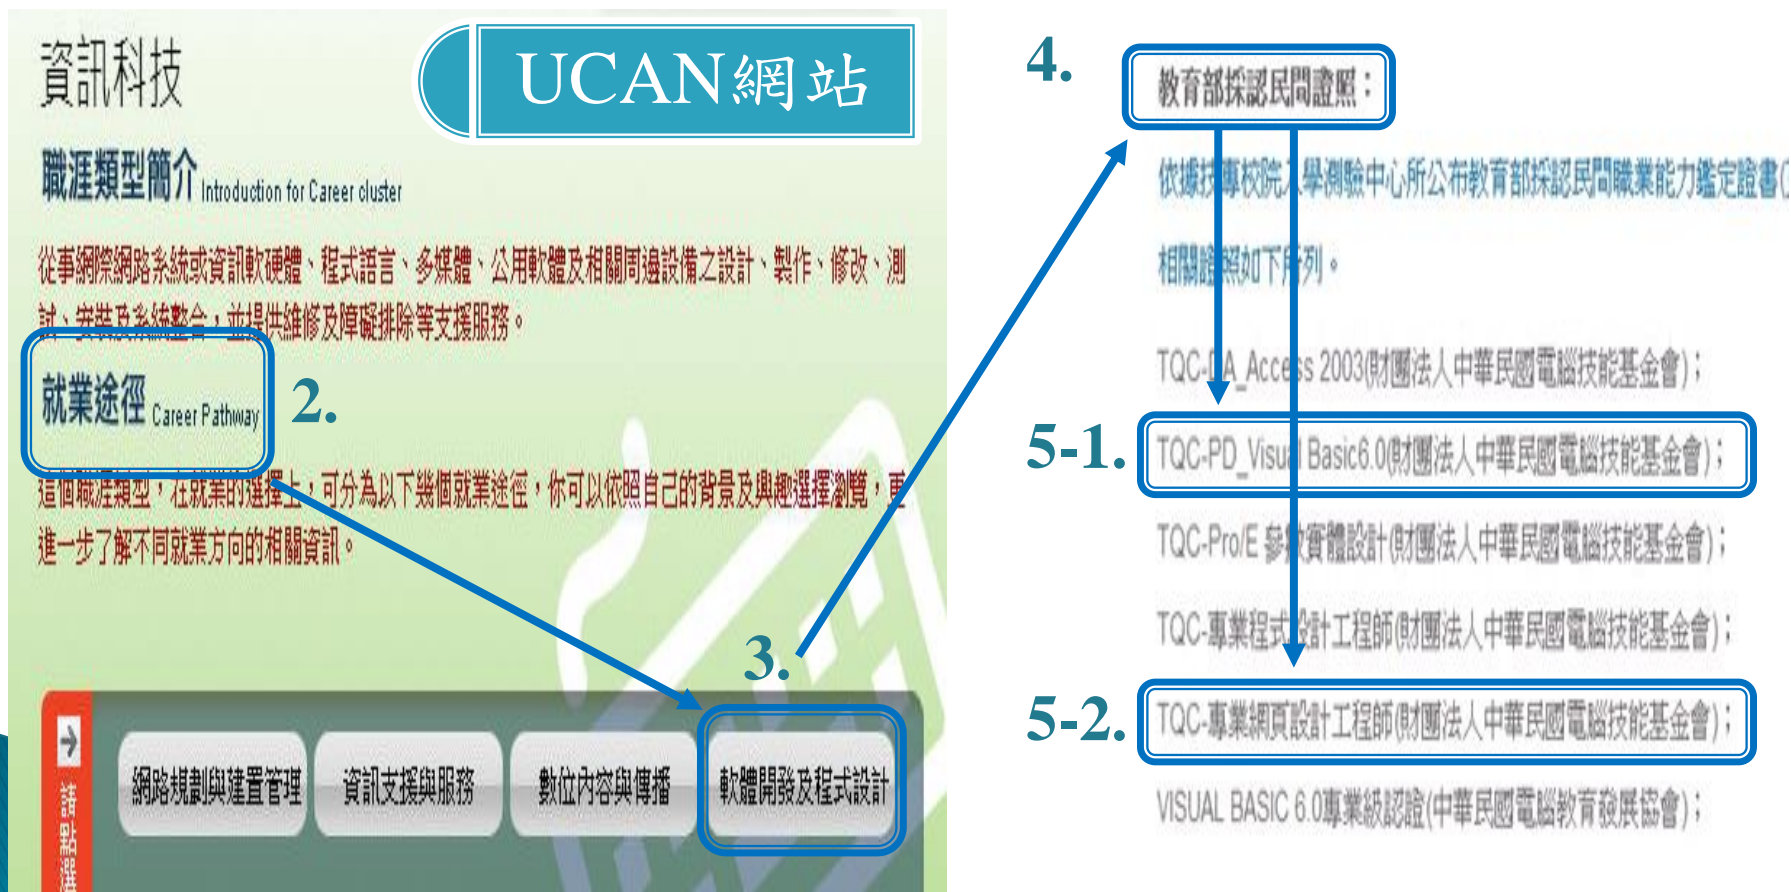 UCAN網站
資訊科技
職涯類型簡介 Introduction for Career cluster
從事網際網路系統或資訊軟硬體、程式語言、多媒體、公用軟體及相關周邊設備之設計、製作、修改、測
試、安裝及系統整合，並提供維修及障礙排除等支援服務。
就業途徑 Career Pathway
2.
這個職涯類型，在就業的選擇上，可分為以下幾個就業途徑，你可以依照自己的背景及興趣選擇瀏覽，更
進一步了解不同就業方向的相關資訊。
3.
請點選
網路規劃與建置管理
資訊支援與服務
數位內容與傳播
軟體開發及程式設計
4.
教育部採認民間證照：
依據技專校院入學測驗中心所公布教育部採認民間職業能力鑑定證書(
相關證照如下所列。
TQC-DA_Access 2003(財團法人中華民國電腦技能基金會)；
5-1.
TQC-PD_Visual Basic6.0(財團法人中華民國電腦技能基金會)；
TQC-Pro/E 參數實體設計(財團法人中華民國電腦技能基金會)；
TQC-專業程式設計工程師(財團法人中華民國電腦技能基金會)；
5-2.
TQC-專業網頁設計工程師(財團法人中華民國電腦技能基金會)；
VISUAL BASIC 6.0專業級認證(中華民國電腦教育發展協會)；